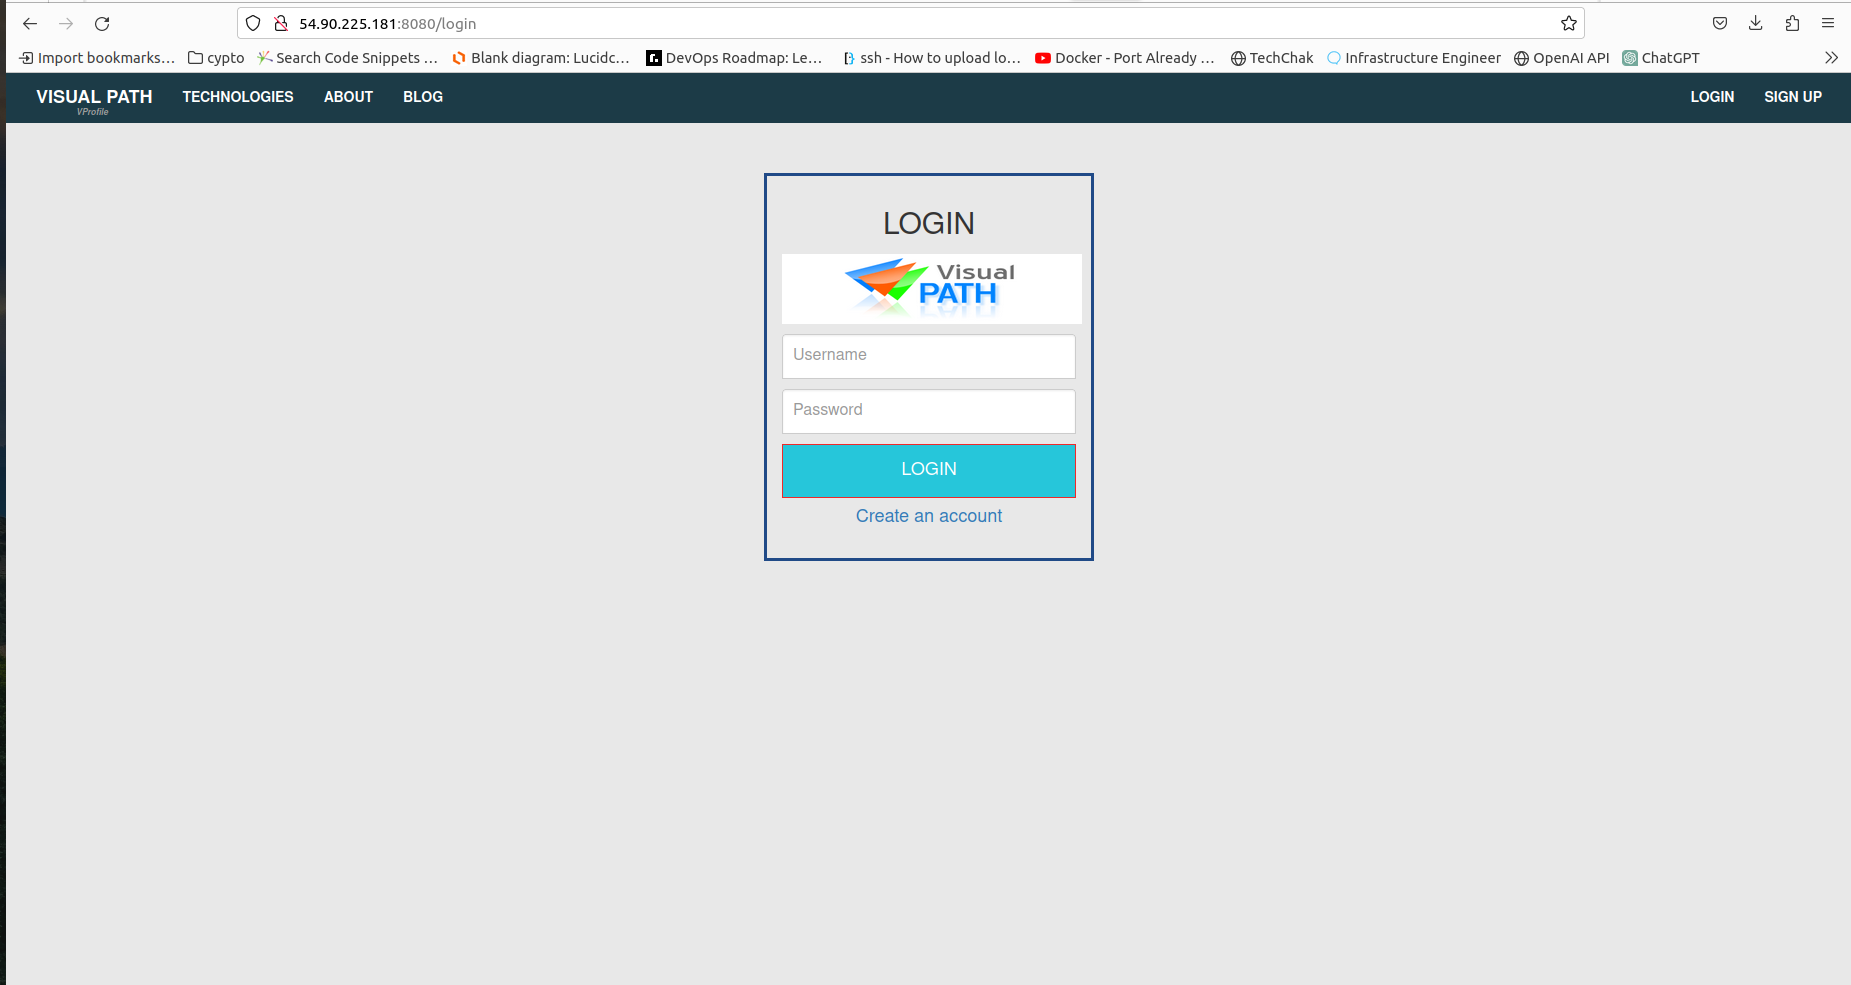 54.90.225.181:8080/login
Import bookmarks... cypto Search Code Snippets ... Blank diagram: Lucidc... DevOps Roadmap: Le... ssh - How to upload lo... Docker - Port Already ... TechChak Infrastructure Engineer OpenAI API ChatGPT
VISUAL PATH TECHNOLOGIES ABOUT BLOG LOGIN SIGN UP
VProfile
LOGIN
Visual
PATH
Username
Password
LOGIN
Create an account